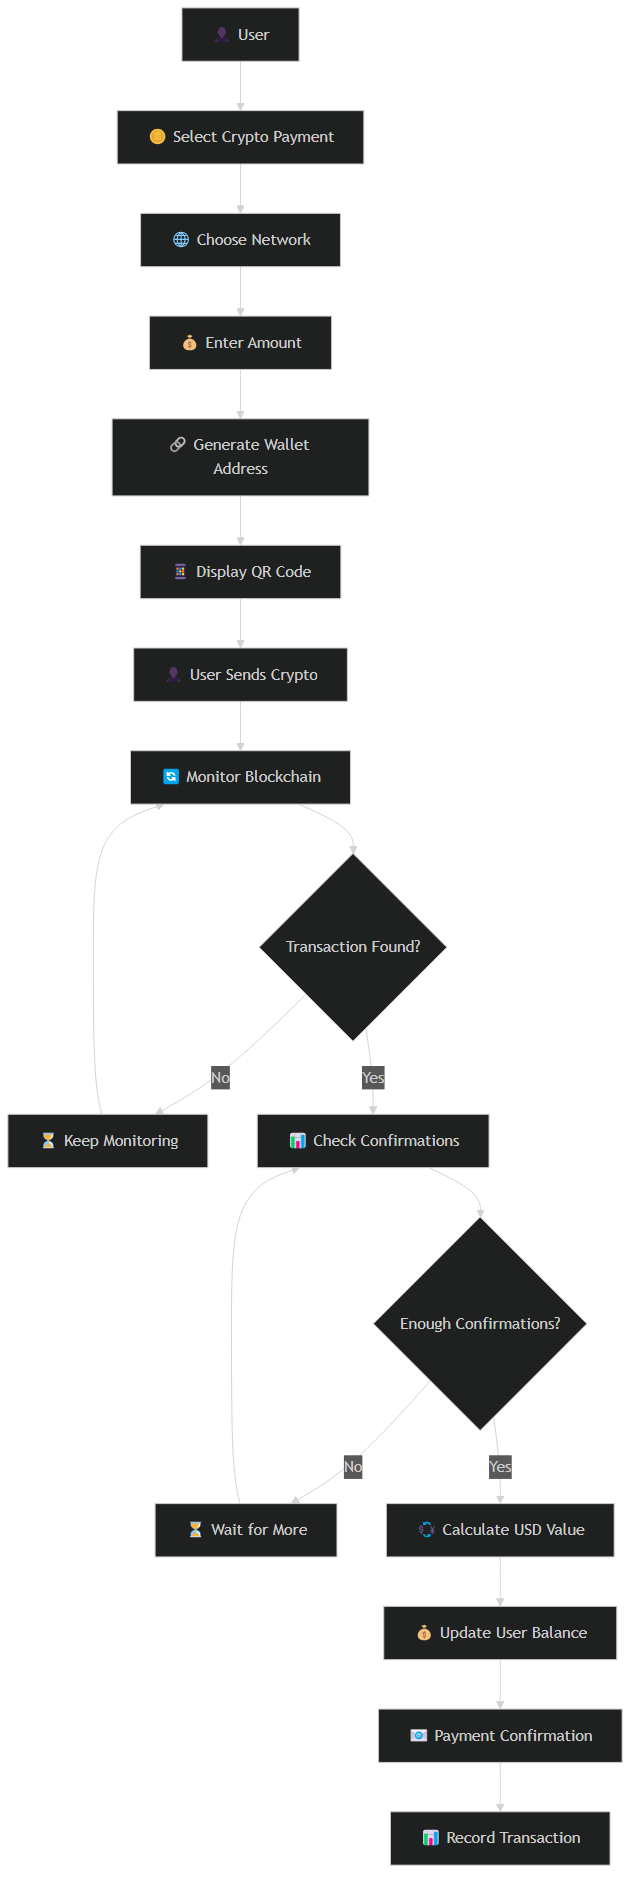 User
Select Crypto Payment
Choose Network
Enter Amount
Generate Wallet
Address
Display QR Code
User Sends Crypto
Monitor Blockchain
Transaction Found?
No
Yes
Keep Monitoring
Check Confirmations
Enough Confirmations?
No
Yes
Wait for More
Calculate USD Value
Update User Balance
Payment Confirmation
Record Transaction